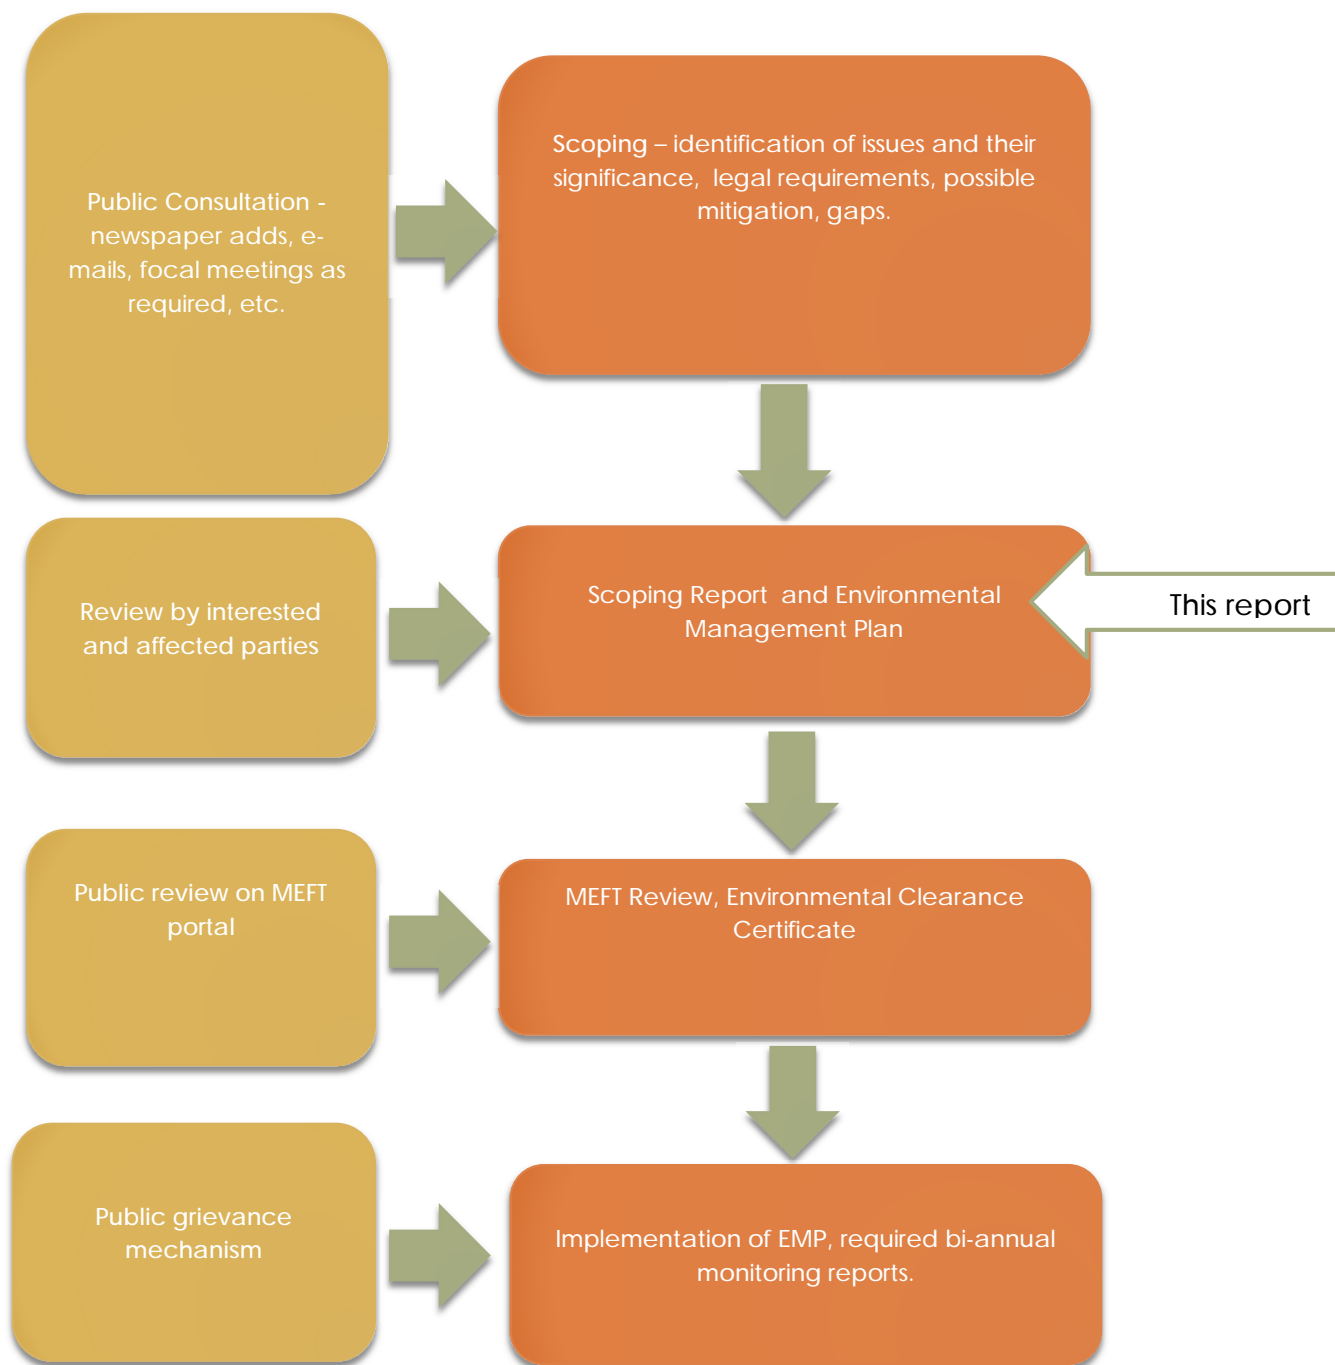 Public Consultation -
newspaper adds, e-
mails, focal meetings as
required, etc.
Scoping – identification of issues and their
significance,  legal requirements, possible
mitigation, gaps.
Review by interested
and affected parties
Scoping Report  and Environmental
Management Plan
This report
Public review on MEFT
portal
MEFT Review, Environmental Clearance
Certificate
Public grievance
mechanism
Implementation of EMP, required bi-annual
monitoring reports.